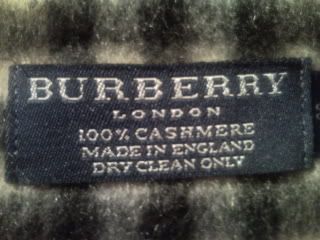 BURBERRY
LONDON
100% CASHMERE
MADE IN ENGLAND
DRY CLEAN ONLY